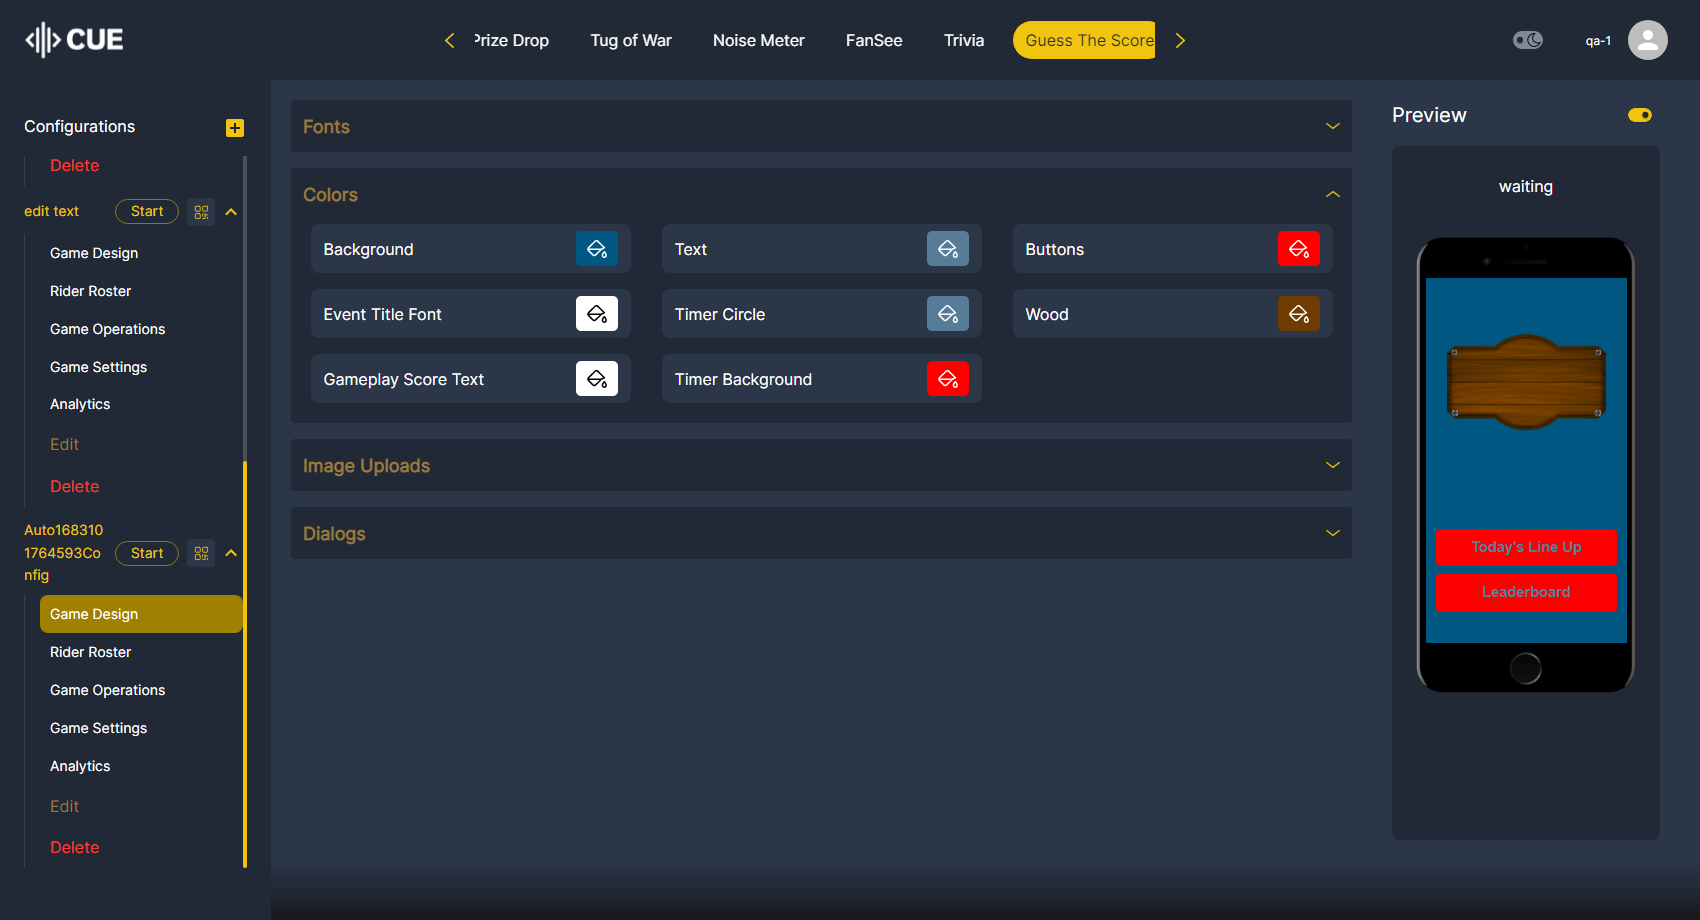 CUE
Prize Drop
Tug of War
Noise Meter
FanSee
Trivia
Guess The Score
qa-1
Configurations
Delete
edit text
Start
Game Design
Rider Roster
Game Operations
Game Settings
Analytics
Edit
Delete
Auto168310
1764593Co
nfig
Start
Game Design
Rider Roster
Game Operations
Game Settings
Analytics
Edit
Delete
Fonts
Colors
Background
Text
Buttons
Event Title Font
Timer Circle
Wood
Gameplay Score Text
Timer Background
Image Uploads
Dialogs
Preview
waiting
Today's Line Up
Leaderboard